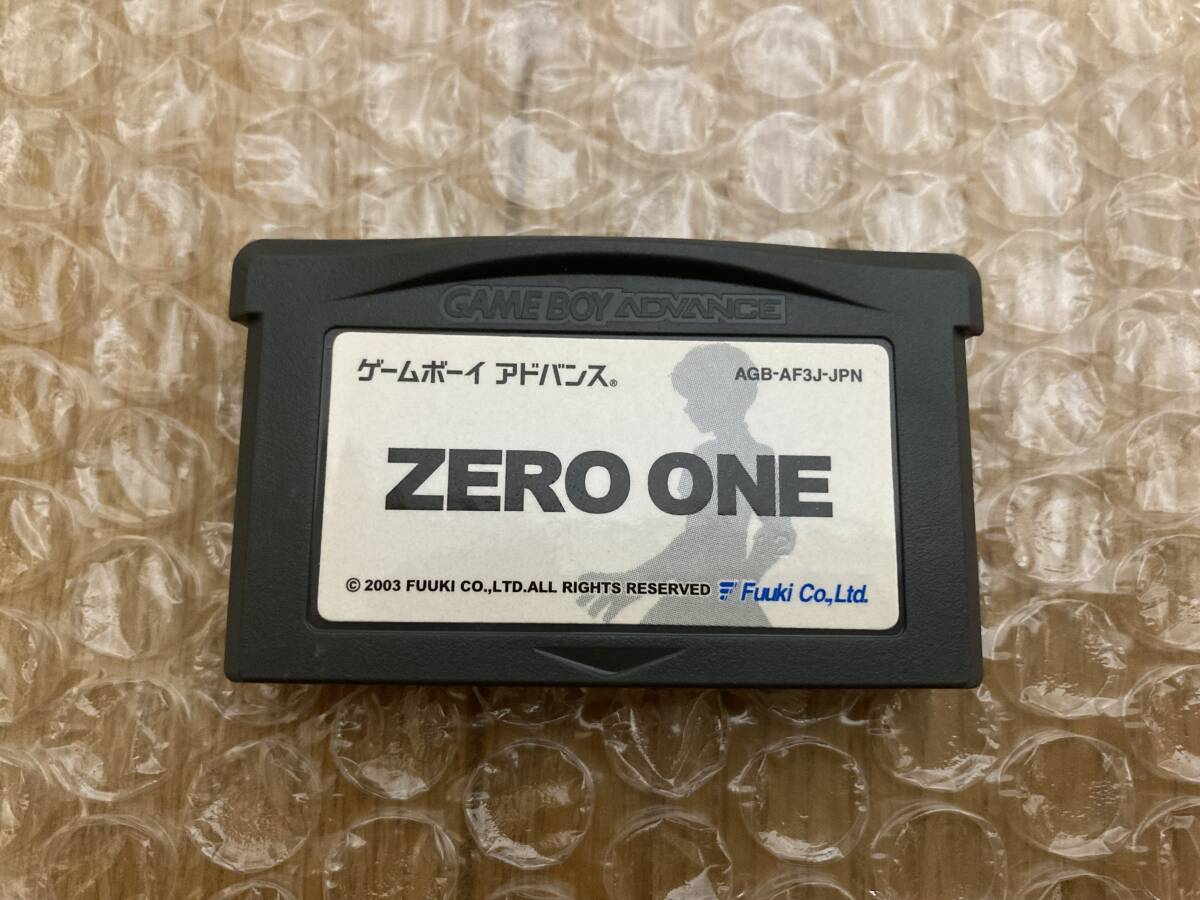 GAME BOY ADVANCE
ゲームボーイ アドバンス® AGB-AF3J-JPN
ZERO ONE
© 2003 FUUKI CO.,LTD.ALL RIGHTS RESERVED Fuuki Co.,Ltd.